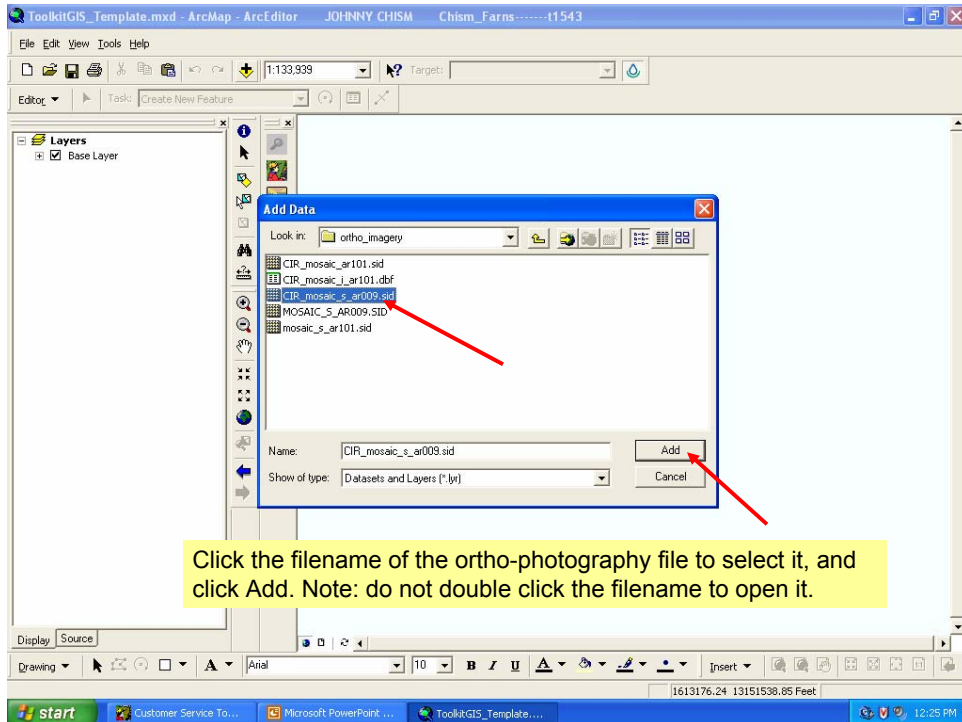 ToolkitGIS_Template.mxd - ArcMap - ArcEditor JOHNNY CHISM Chism_Farns-------t1543
File Edit View Tools Help
1:133,939 Target:
Editor Task: Create New Feature
Layers
Base Layer
Add Data
Look in: ortho_imagery
CIR_mosaic_ar101.sid
CIR_mosaic_i_ar101.dbf
CIR_mosaic_s_ar009.sid
MOSAIC_S_AR009.SID
mosaic_s_ar101.sid
Name: CIR_mosaic_s_ar009.sid Add
Show of type: Datasets and Layers (*.lyr) Cancel
Click the filename of the ortho-photography file to select it, and
click Add. Note: do not double click the filename to open it.
Display Source
Drawing A Arial 10 B I U A Insert
1613176.24 13151538.85 Feet
start Customer Service To... Microsoft PowerPoint ... ToolkitGIS_Template.... 12:25 PM